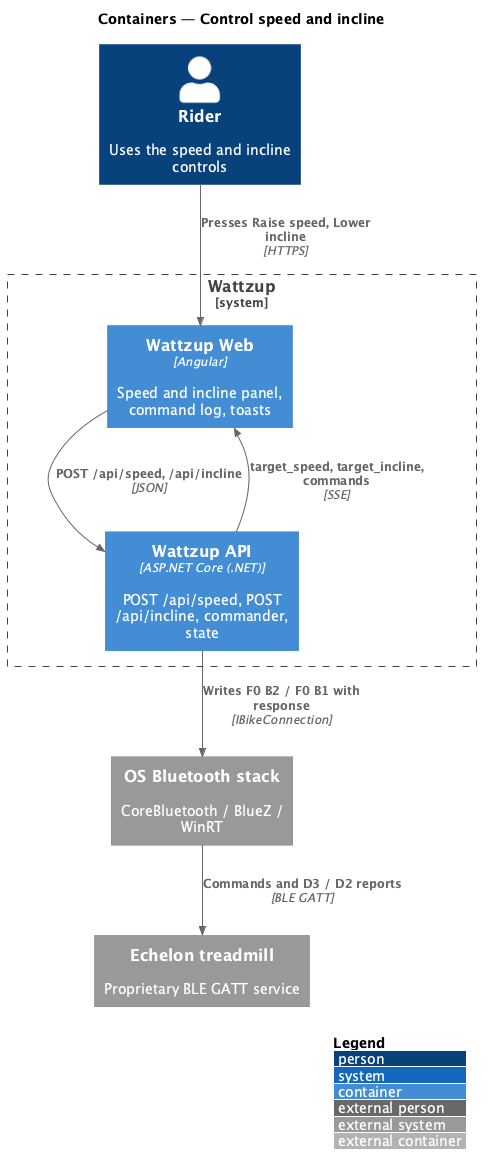 Containers — Control speed and incline
Rider
Uses the speed and incline
controls
Presses Raise speed, Lower
incline
[HTTPS]
Wattzup
[system]
Wattzup Web
[Angular]
Speed and incline panel,
command log, toasts
POST /api/speed, /api/incline
[JSON]
target_speed, target_incline,
commands
[SSE]
Wattzup API
[ASP.NET Core (.NET)]
POST /api/speed, POST
/api/incline, commander,
state
Writes F0 B2 / F0 B1 with
response
[IBikeConnection]
OS Bluetooth stack
CoreBluetooth / BlueZ /
WinRT
Commands and D3 / D2 reports
[BLE GATT]
Echelon treadmill
Proprietary BLE GATT service
Legend
person
system
container
external person
external system
external container